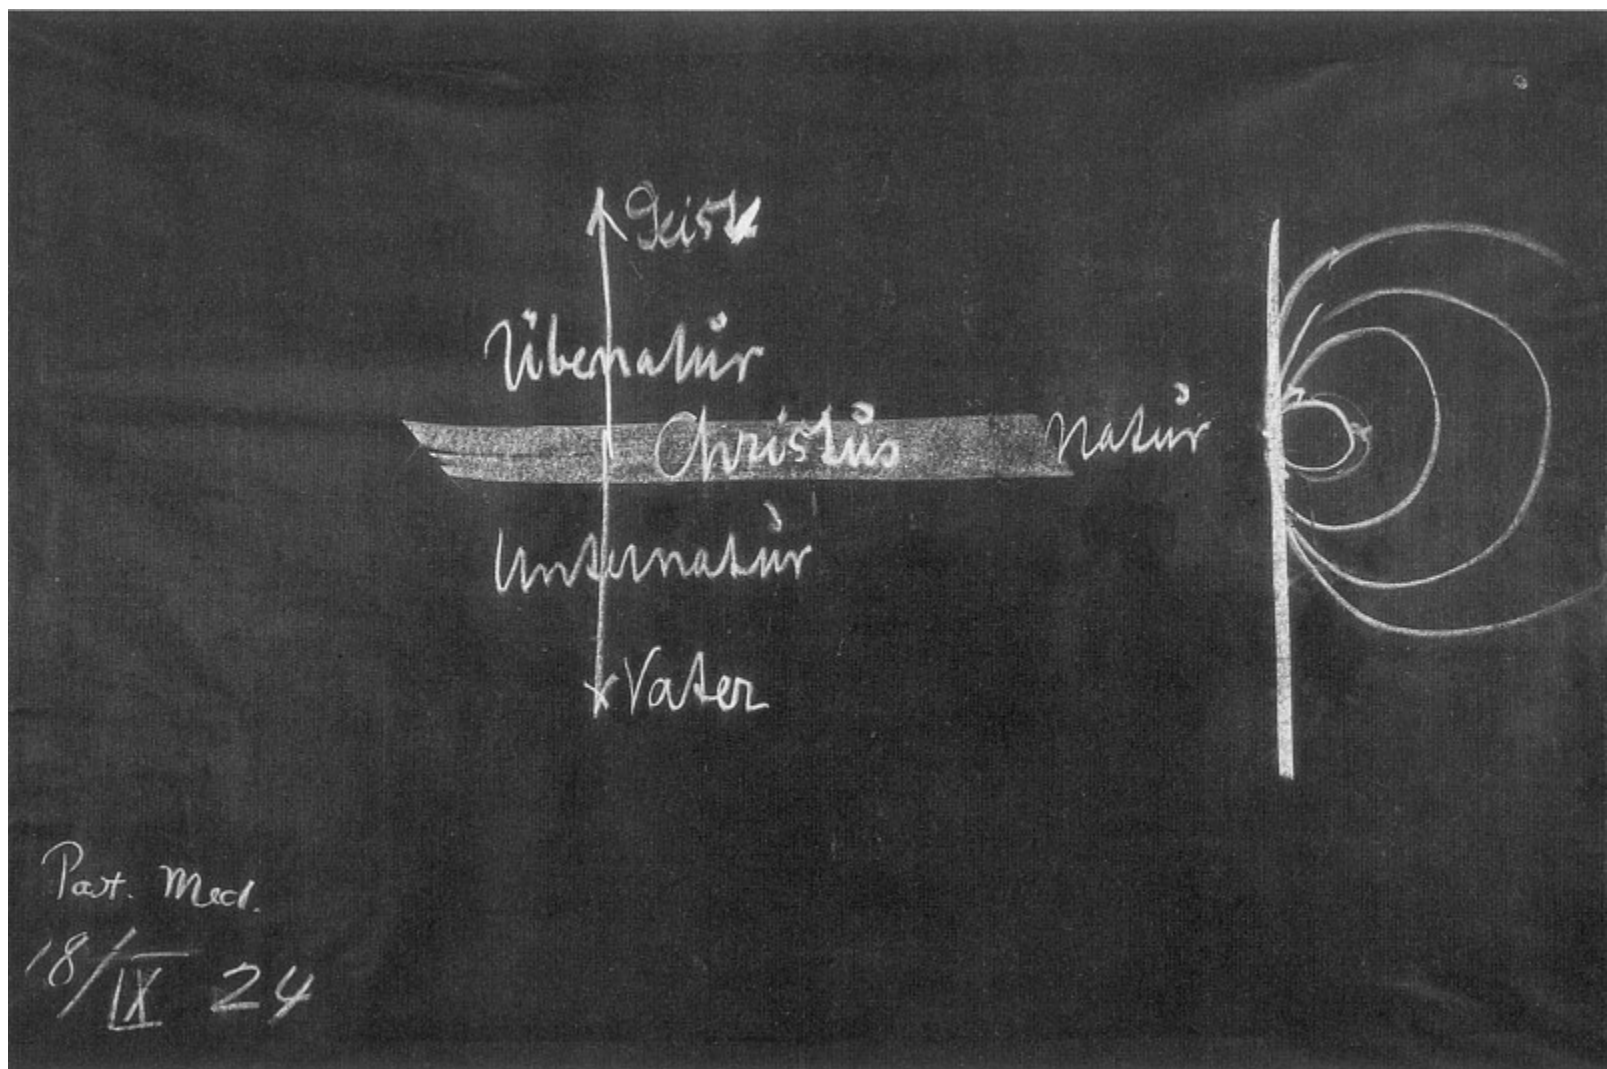 Geist
Übernatur
Christus Natur
Unternatur
Vater
Past. Med.
18/IX 24